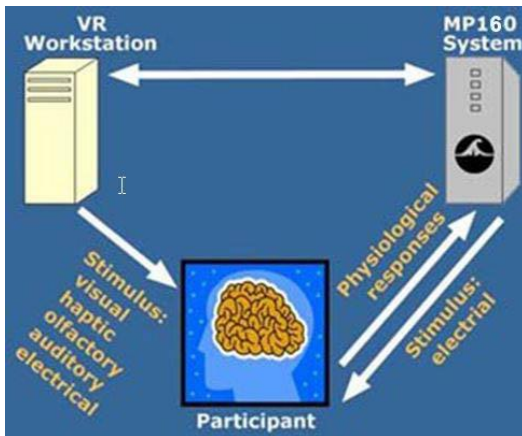 VR
Workstation
MP160
System
Stimulus:
visual
haptic
olfactory
auditory
electrical
Physiological
responses
Stimulus:
electrial
Participant